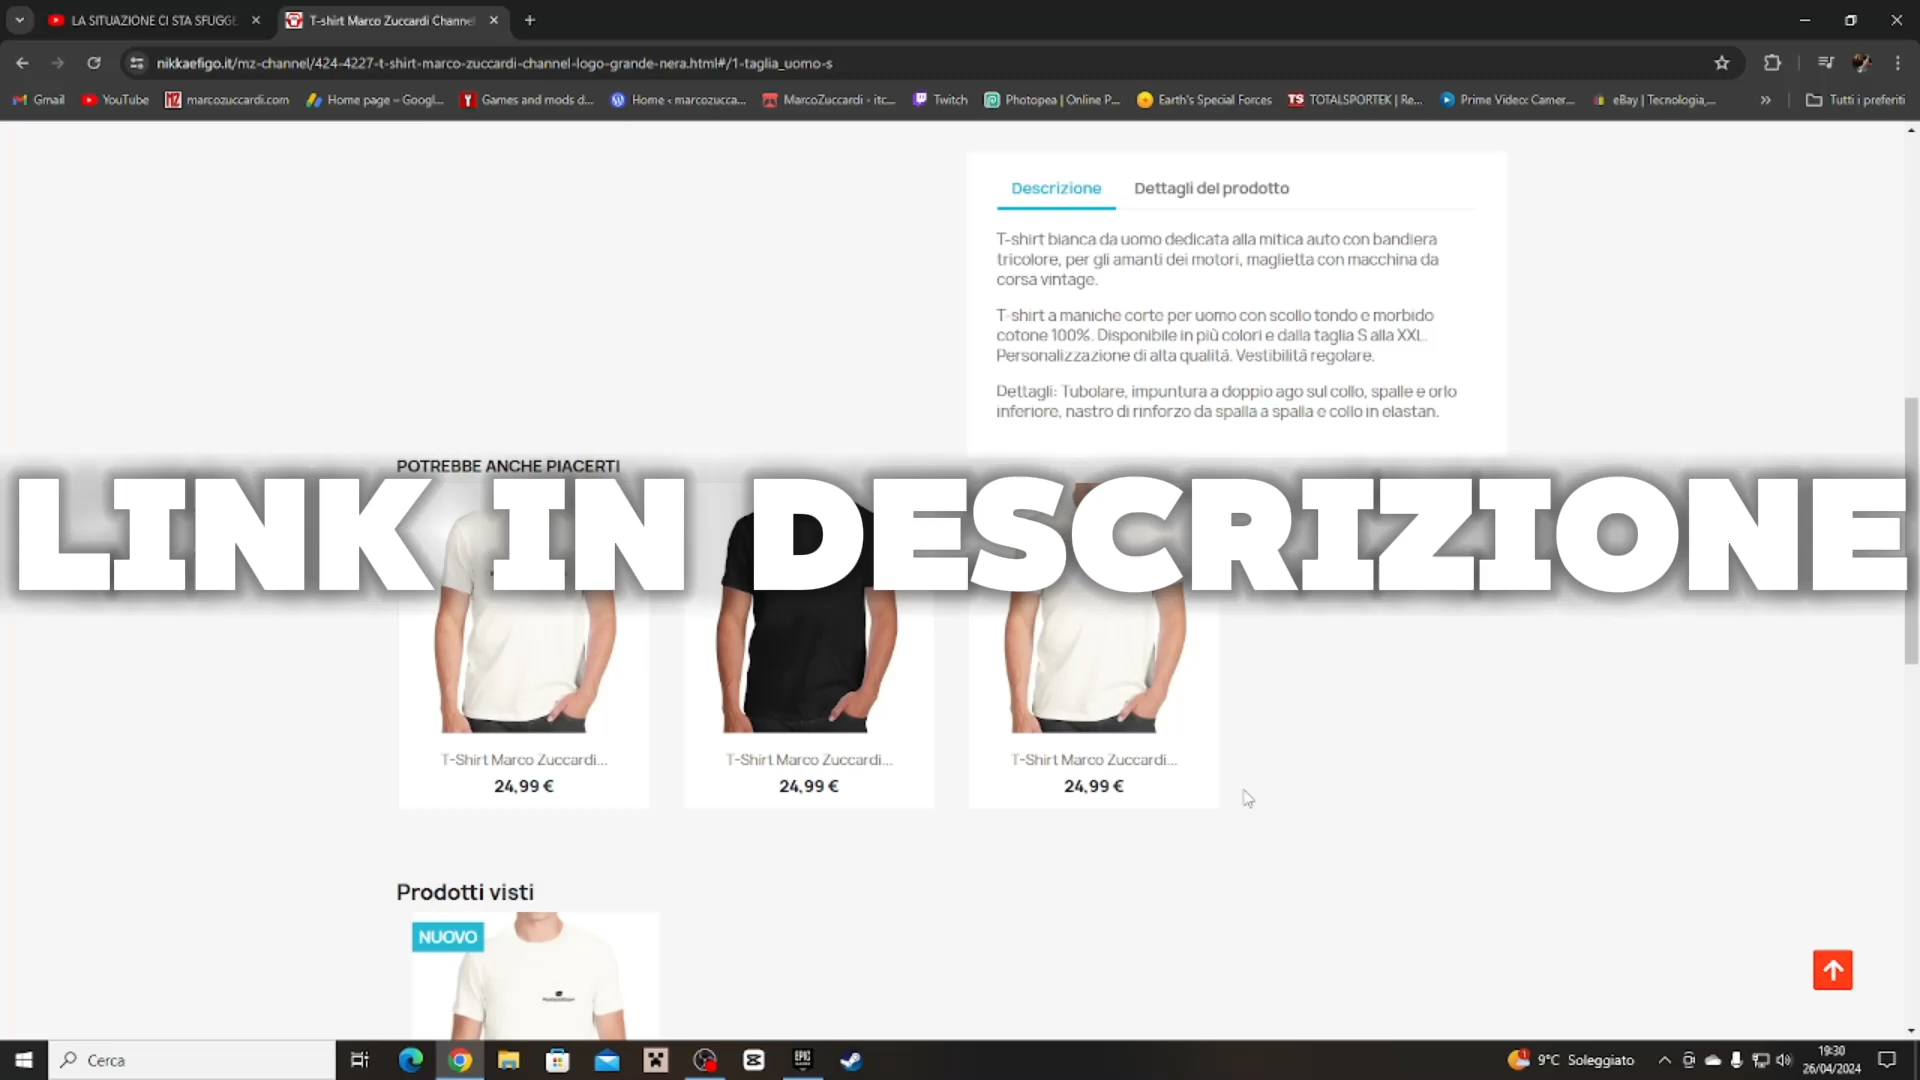 LA SITUAZIONE CI STA SFUGGE
T-shirt Marco Zuccardi Channel
nikkaefigo.it/mz-channel/424-4227-t-shirt-marco-zuccardi-channel-logo-grande-nera.html#/1-taglia_uomo-s
Gmail
YouTube
marcozuccardi.com
Home page – Googl...
Games and mods d...
Home ‹ marcozucca...
MarcoZuccardi - itc...
Twitch
Photopea | Online P...
Earth's Special Forces
TS TOTALSPORTEK | Re...
Prime Video: Camer...
eBay | Tecnologia,...
»
Tutti i preferiti
Descrizione
Dettagli del prodotto
T-shirt bianca da uomo dedicata alla mitica auto con bandiera
tricolore, per gli amanti dei motori, maglietta con macchina da
corsa vintage.
T-shirt a maniche corte per uomo con scollo tondo e morbido
cotone 100%. Disponibile in più colori e dalla taglia S alla XXL.
Personalizzazione di alta qualità. Vestibilità regolare.
Dettagli: Tubolare, impuntura a doppio ago sul collo, spalle e orlo
inferiore, nastro di rinforzo da spalla a spalla e collo in elastan.
POTREBBE ANCHE PIACERTI
LINK IN DESCRIZIONE
T-Shirt Marco Zuccardi...
24,99 €
T-Shirt Marco Zuccardi...
24,99 €
T-Shirt Marco Zuccardi...
24,99 €
Prodotti visti
NUOVO
Cerca
EPIC
9°C Soleggiato
19:30
26/04/2024